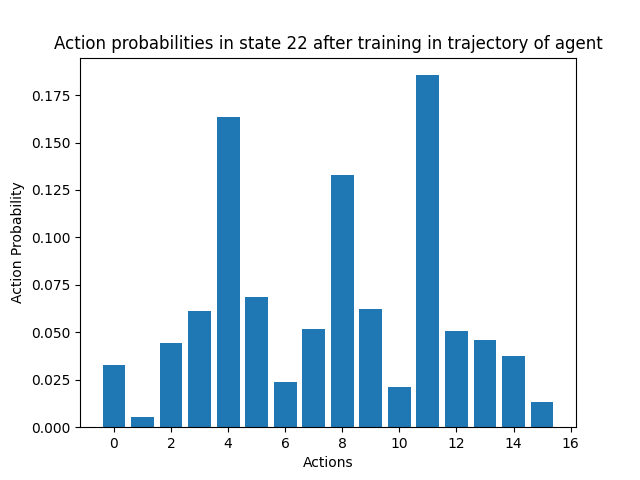 Action probabilities in state 22 after training in trajectory of agent
0.175
0.150
0.125
0.100
0.075
0.050
0.025
0.000
Action Probability
0 2 4 6 8 10 12 14 16
Actions